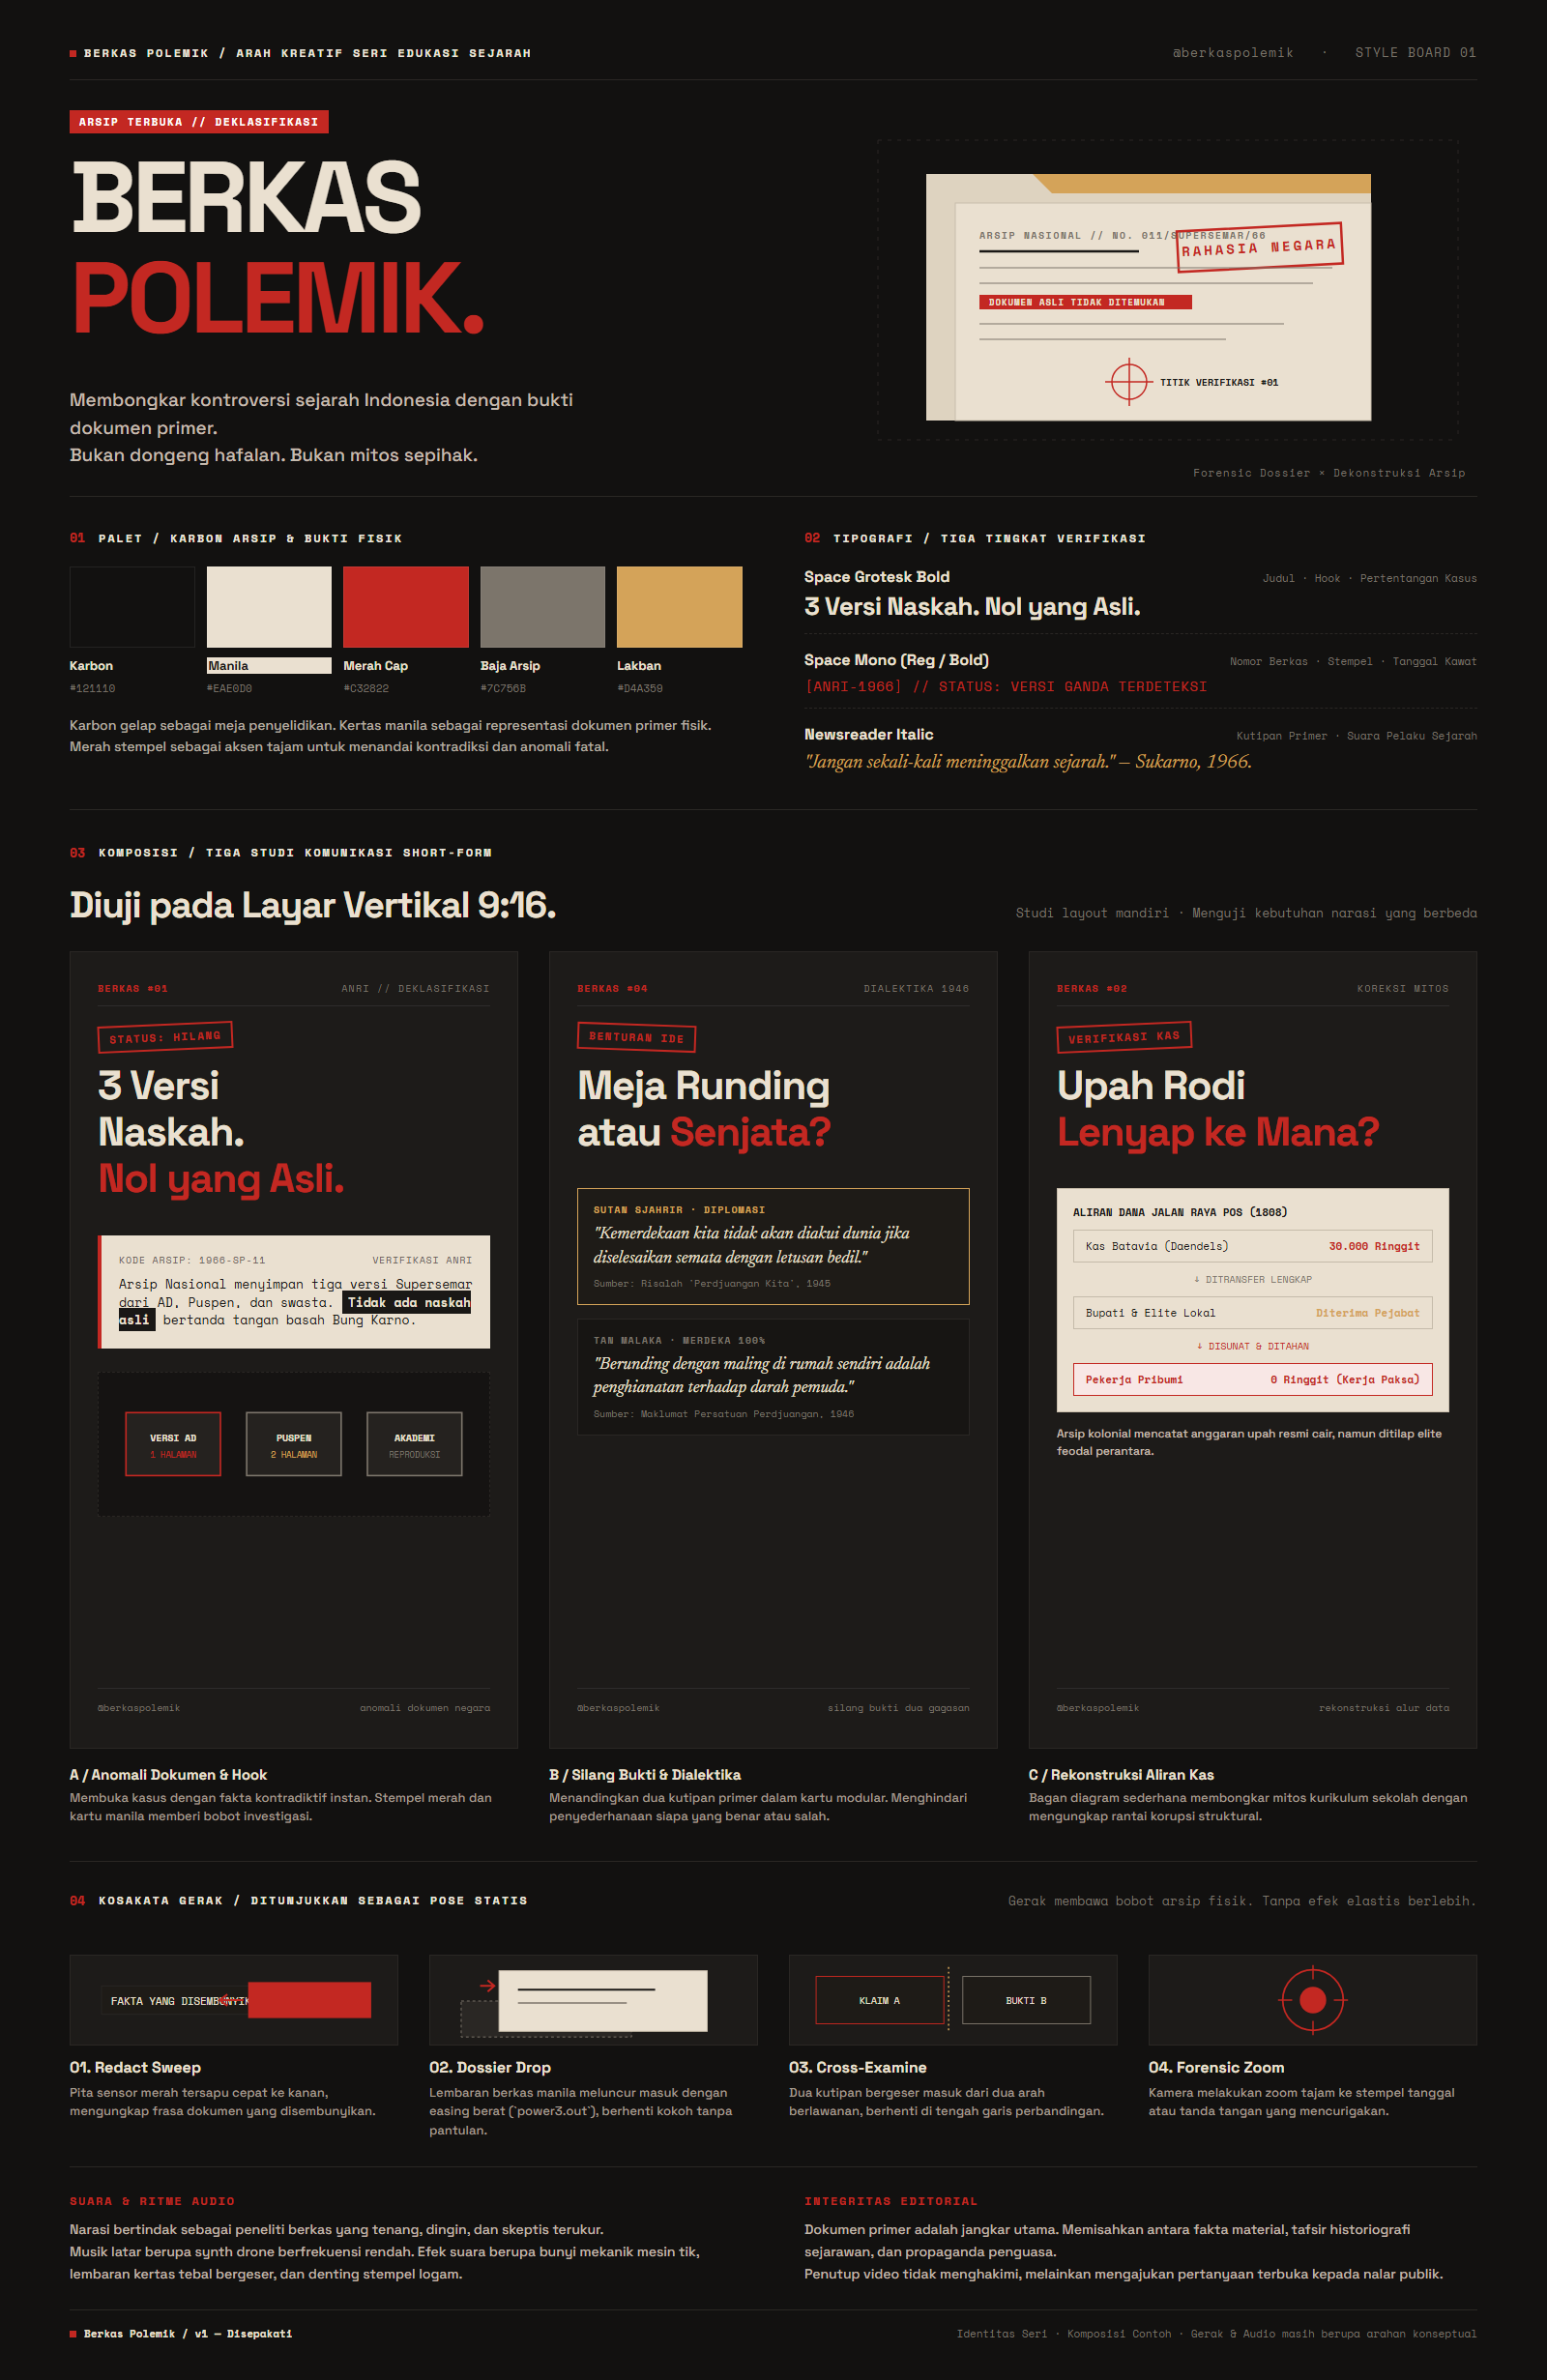 BERKAS POLEMIK / ARAH KREATIF SERI EDUKASI SEJARAH
@berkaspolemik · STYLE BOARD 01
ARSIP TERBUKA // DEKLASIFIKASI
BERKAS
POLEMIK.
Membongkar kontroversi sejarah Indonesia dengan bukti
dokumen primer.
Bukan dongeng hafalan. Bukan mitos sepihak.
ARSIP NASIONAL // NO. 011/SUPERSEMAR/66
RAHASIA NEGARA
DOKUMEN ASLI TIDAK DITEMUKAN
TITIK VERIFIKASI #01
Forensic Dossier × Dekonstruksi Arsip
01 PALET / KARBON ARSIP & BUKTI FISIK
Karbon
#121110
Manila
#EAE0D0
Merah Cap
#C32822
Baja Arsip
#7C756B
Lakban
#D4A359
Karbon gelap sebagai meja penyelidikan. Kertas manila sebagai representasi dokumen primer fisik.
Merah stempel sebagai aksen tajam untuk menandai kontradiksi dan anomali fatal.
02 TIPOGRAFI / TIGA TINGKAT VERIFIKASI
Space Grotesk Bold
Judul · Hook · Pertentangan Kasus
3 Versi Naskah. Nol yang Asli.
Space Mono (Reg / Bold)
Nomor Berkas · Stempel · Tanggal Kawat
[ANRI-1966] // STATUS: VERSI GANDA TERDETEKSI
Newsreader Italic
Kutipan Primer · Suara Pelaku Sejarah
"Jangan sekali-kali meninggalkan sejarah." — Sukarno, 1966.
03 KOMPOSISI / TIGA STUDI KOMUNIKASI SHORT-FORM
Diuji pada Layar Vertikal 9:16.
Studi layout mandiri · Menguji kebutuhan narasi yang berbeda
BERKAS #01
ANRI // DEKLASIFIKASI
STATUS: HILANG
3 Versi
Naskah.
Nol yang Asli.
KODE ARSIP: 1966-SP-11
VERIFIKASI ANRI
Arsip Nasional menyimpan tiga versi Supersemar
dari AD, Puspen, dan swasta. Tidak ada naskah
asli bertanda tangan basah Bung Karno.
VERSI AD
1 HALAMAN
PUSPEN
2 HALAMAN
AKADEMI
REPRODUKSI
@berkaspolemik
anomali dokumen negara
BERKAS #04
DIALEKTIKA 1946
BENTURAN IDE
Meja Runding
atau Senjata?
SUTAN SJAHRIR · DIPLOMASI
"Kemerdekaan kita tidak akan diakui dunia jika
diselesaikan semata dengan letusan bedil."
Sumber: Risalah `Perdjuangan Kita`, 1945
TAN MALAKA · MERDEKA 100%
"Berunding dengan maling di rumah sendiri adalah
penghianatan terhadap darah pemuda."
Sumber: Maklumat Persatuan Perdjuangan, 1946
@berkaspolemik
silang bukti dua gagasan
BERKAS #02
KOREKSI MITOS
VERIFIKASI KAS
Upah Rodi
Lenyap ke Mana?
ALIRAN DANA JALAN RAYA POS (1808)
Kas Batavia (Daendels)
30.000 Ringgit
↓ DITRANSFER LENGKAP
Bupati & Elite Lokal
Diterima Pejabat
↓ DISUNAT & DITAHAN
Pekerja Pribumi
0 Ringgit (Kerja Paksa)
Arsip kolonial mencatat anggaran upah resmi cair, namun ditilap elite
feodal perantara.
@berkaspolemik
rekonstruksi alur data
A / Anomali Dokumen & Hook
Membuka kasus dengan fakta kontradiktif instan. Stempel merah dan
kartu manila memberi bobot investigasi.
B / Silang Bukti & Dialektika
Menandingkan dua kutipan primer dalam kartu modular. Menghindari
penyederhanaan siapa yang benar atau salah.
C / Rekonstruksi Aliran Kas
Bagan diagram sederhana membongkar mitos kurikulum sekolah dengan
mengungkap rantai korupsi struktural.
04 KOSAKATA GERAK / DITUNJUKKAN SEBAGAI POSE STATIS
Gerak membawa bobot arsip fisik. Tanpa efek elastis berlebih.
FAKTA YANG DISEMBUNYIK
01. Redact Sweep
Pita sensor merah tersapu cepat ke kanan,
mengungkap frasa dokumen yang disembunyikan.
02. Dossier Drop
Lembaran berkas manila meluncur masuk dengan
easing berat (`power3.out`), berhenti kokoh tanpa
pantulan.
KLAIM A
BUKTI B
03. Cross-Examine
Dua kutipan bergeser masuk dari dua arah
berlawanan, berhenti di tengah garis perbandingan.
04. Forensic Zoom
Kamera melakukan zoom tajam ke stempel tanggal
atau tanda tangan yang mencurigakan.
SUARA & RITME AUDIO
Narasi bertindak sebagai peneliti berkas yang tenang, dingin, dan skeptis terukur.
Musik latar berupa synth drone berfrekuensi rendah. Efek suara berupa bunyi mekanik mesin tik,
lembaran kertas tebal bergeser, dan denting stempel logam.
INTEGRITAS EDITORIAL
Dokumen primer adalah jangkar utama. Memisahkan antara fakta material, tafsir historiografi
sejarawan, dan propaganda penguasa.
Penutup video tidak menghakimi, melainkan mengajukan pertanyaan terbuka kepada nalar publik.
Berkas Polemik / v1 — Disepakati
Identitas Seri · Komposisi Contoh · Gerak & Audio masih berupa arahan konseptual